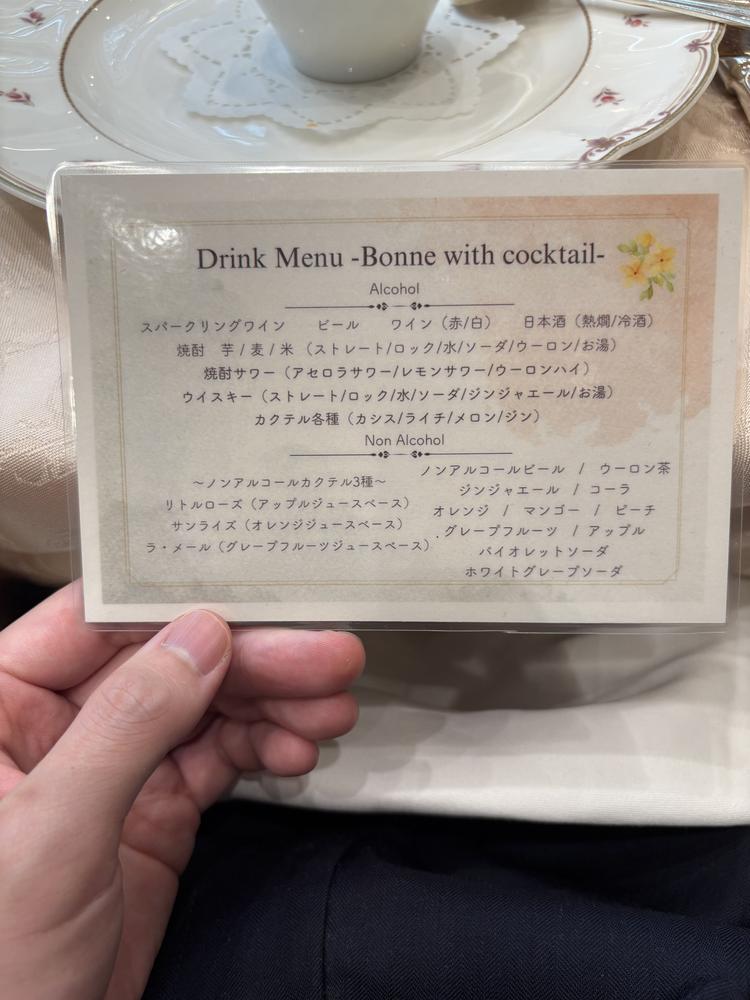 Drink Menu -Bonne with cocktail-
Alcohol
スパークリングワイン　　ビール　　ワイン（赤/白）　　日本酒（熱燗/冷酒）
焼酎　芋 / 麦 / 米 （ストレート/ロック/水/ソーダ/ウーロン/お湯）
焼酎サワー（アセロラサワー/レモンサワー/ウーロンハイ）
ウイスキー（ストレート/ロック/水/ソーダ/ジンジャエール/お湯）
カクテル各種（カシス/ライチ/メロン/ジン）
Non Alcohol
～ノンアルコールカクテル3種～
リトルローズ（アップルジュースベース）
サンライズ（オレンジジュースベース）
ラ・メール（グレープフルーツジュースベース）
ノンアルコールビール　/　ウーロン茶
ジンジャエール　/　コーラ
オレンジ　/　マンゴー　/　ピーチ
グレープフルーツ　/　アップル
バイオレットソーダ
ホワイトグレープソーダ